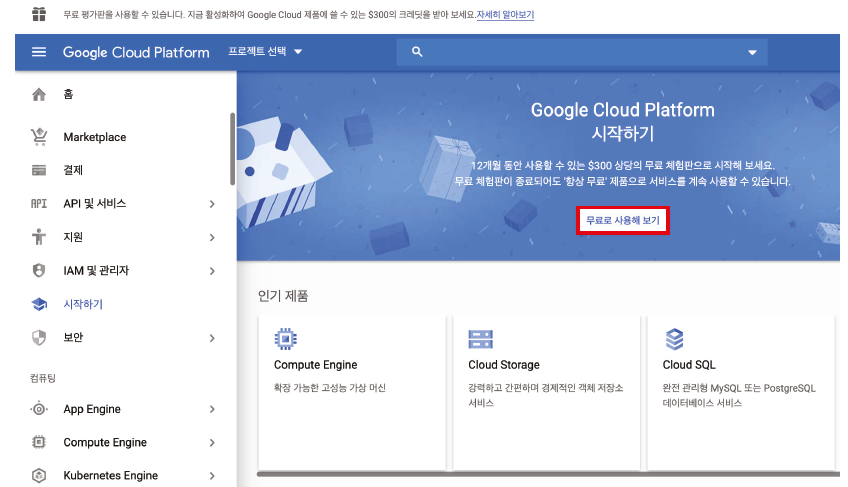 무료 평가판을 사용할 수 있습니다. 지금 활성화하여 Google Cloud 제품에 쓸 수 있는 $300의 크레딧을 받아 보세요.자세히 알아보기
Google Cloud Platform
프로젝트 선택
홈
Marketplace
결제
API API 및 서비스
지원
IAM 및 관리자
시작하기
보안
컴퓨팅
App Engine
Compute Engine
Kubernetes Engine
Google Cloud Platform
시작하기
12개월 동안 사용할 수 있는 $300 상당의 무료 체험판으로 시작해 보세요.
무료 체험판이 종료되어도 '항상 무료' 제품으로 서비스를 계속 사용할 수 있습니다.
무료로 사용해 보기
인기 제품
Compute Engine
확장 가능한 고성능 가상 머신
Cloud Storage
강력하고 간편하며 경제적인 객체 저장소
서비스
Cloud SQL
완전 관리형 MySQL 또는 PostgreSQL
데이터베이스 서비스